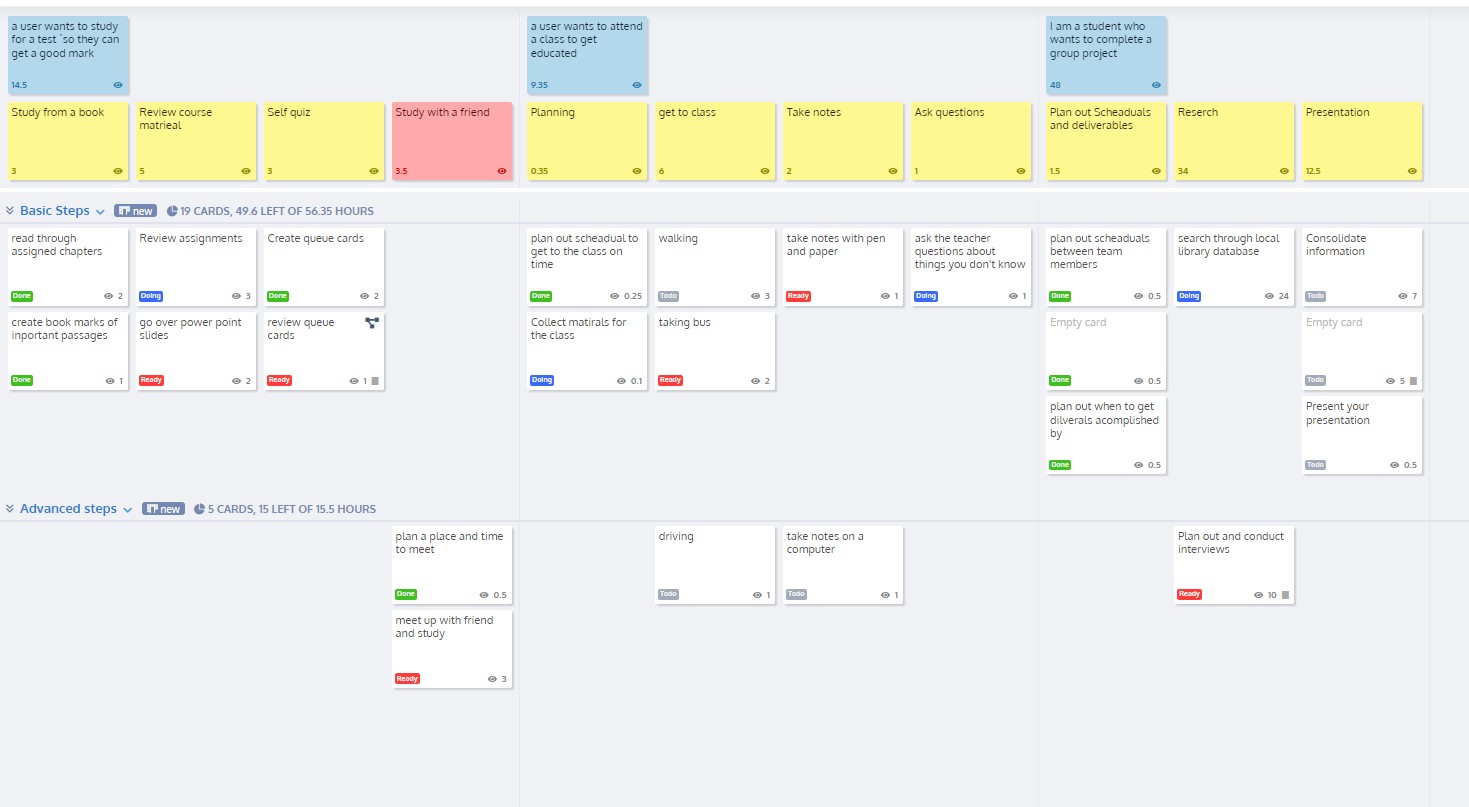 a user wants to study
for a test `so they can
get a good mark
14.5
a user wants to attend
a class to get
educated
9.35
I am a student who
wants to complete a
group project
48
Study from a book
3
Review course
matrieal
5
Self quiz
3
Study with a friend
3.5
Planning
0.35
get to class
6
Take notes
2
Ask questions
1
Plan out Scheaduals
and deliverables
1.5
Reserch
34
Presentation
12.5
Basic Steps
new
19 CARDS, 49.6 LEFT OF 56.35 HOURS
read through
assigned chapters
Done
2
Review assignments
Doing
3
Create queue cards
Done
2
plan out scheadual to
get to the class on
time
Done
0.25
walking
Todo
3
take notes with pen
and paper
Ready
1
ask the teacher
questions about
things you don't know
Doing
1
plan out scheaduals
between team
members
Done
0.5
search through local
library database
Doing
24
Consolidate
information
Todo
7
create book marks of
inportant passages
Done
1
go over power point
slides
Ready
2
review queue
cards
Ready
1
Collect matirals for
the class
Doing
0.1
taking bus
Ready
2
Empty card
Done
0.5
Empty card
Todo
5
plan out when to get
dilverals acomplished
by
Done
0.5
Present your
presentation
Todo
0.5
Advanced steps
new
5 CARDS, 15 LEFT OF 15.5 HOURS
plan a place and time
to meet
Done
0.5
driving
Todo
1
take notes on a
computer
Todo
1
Plan out and conduct
interviews
Ready
10
meet up with friend
and study
Ready
3